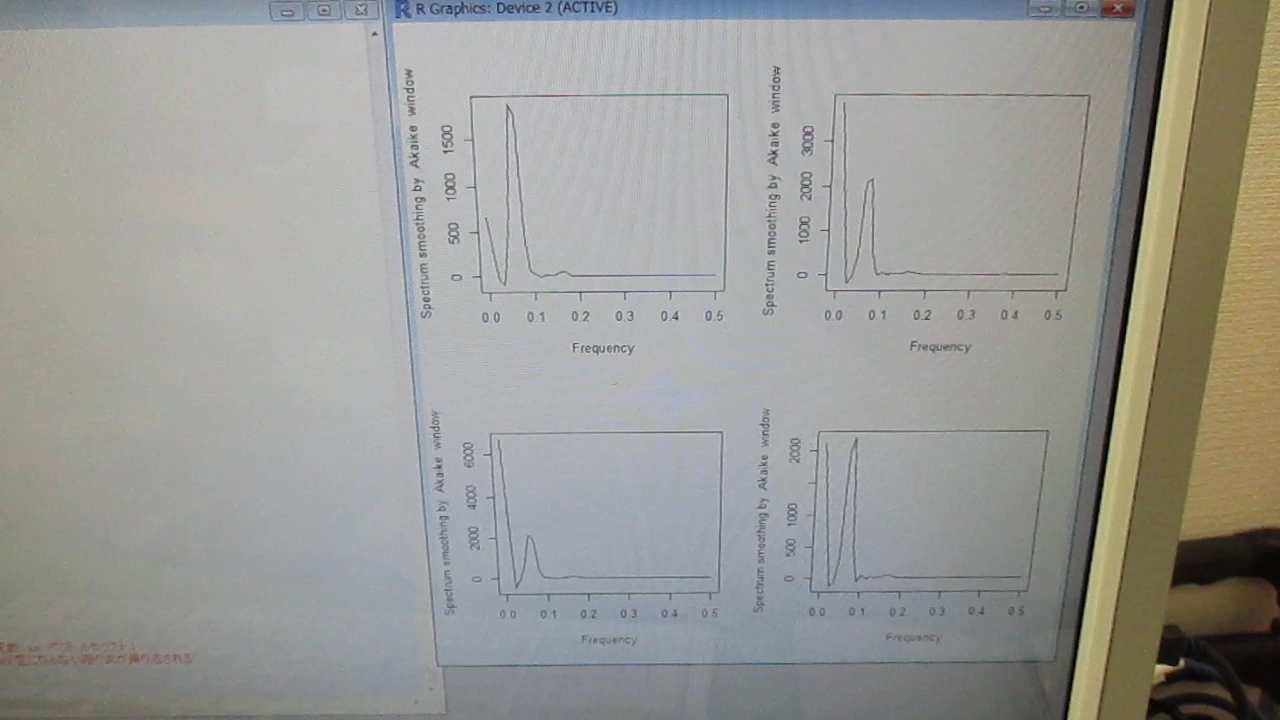 R Graphics: Device 2 (ACTIVE)
Spectrum smoothing by Akaike window
0 500 1000 1500
0.0 0.1 0.2 0.3 0.4 0.5
Frequency
Spectrum smoothing by Akaike window
0 1000 2000 3000
0.0 0.1 0.2 0.3 0.4 0.5
Frequency
Spectrum smoothing by Akaike window
0 2000 4000 6000
0.0 0.1 0.2 0.3 0.4 0.5
Frequency
Spectrum smoothing by Akaike window
0 500 1000 2000
0.0 0.1 0.2 0.3 0.4 0.5
Frequency